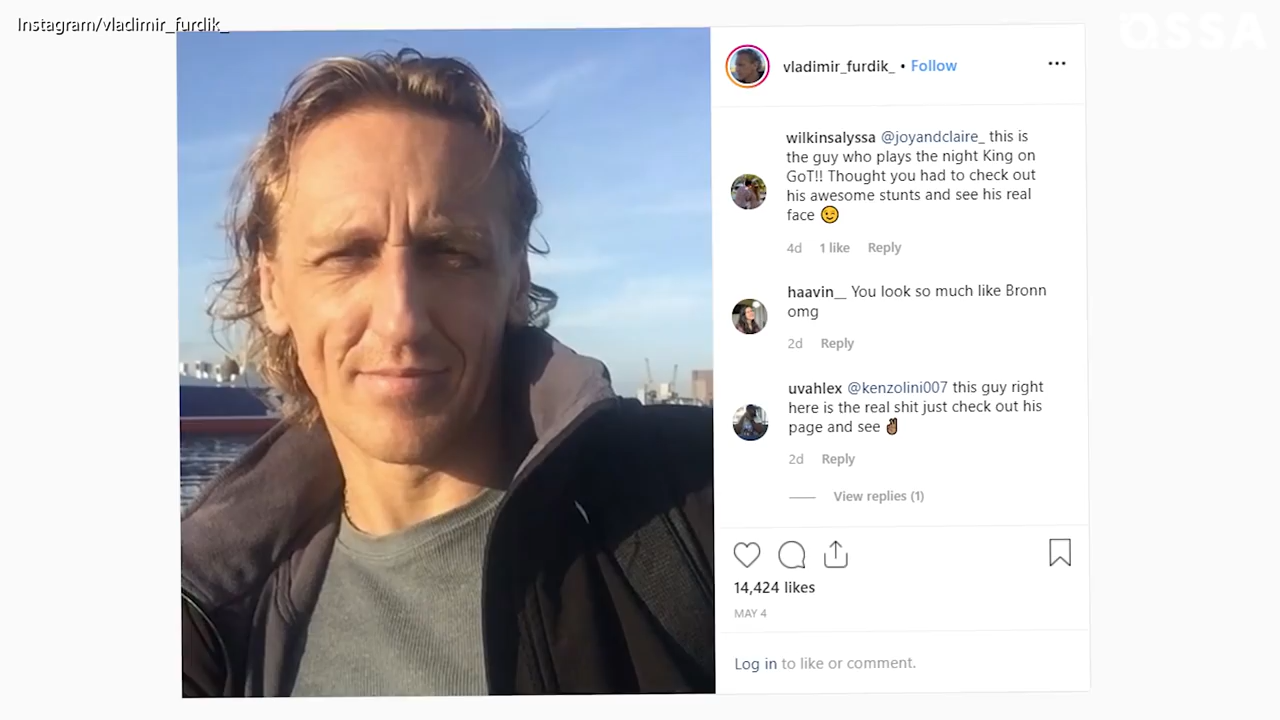 Instagram/vladimir_furdik_
OSSA
vladimir_furdik_ • Follow
wilkinsalyssa @joyandclaire_ this is
the guy who plays the night King on
GoT!! Thought you had to check out
his awesome stunts and see his real
face 😉
4d 1 like Reply
haavin__ You look so much like Bronn
omg
2d Reply
uvahlex @kenzolini007 this guy right
here is the real shit just check out his
page and see ✌🏾
2d Reply
View replies (1)
14,424 likes
MAY 4
Log in to like or comment.